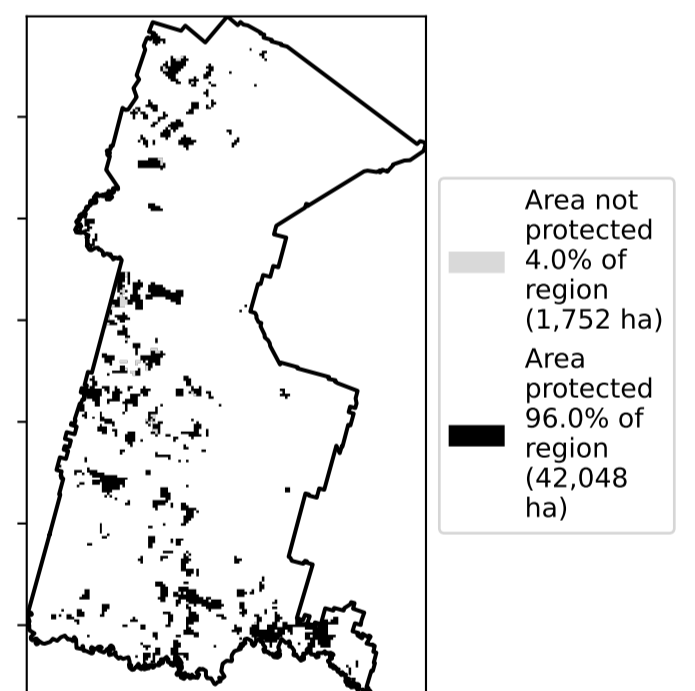 Area not
protected
4.0% of
region
(1,752 ha)
Area
protected
96.0% of
region
(42,048
ha)